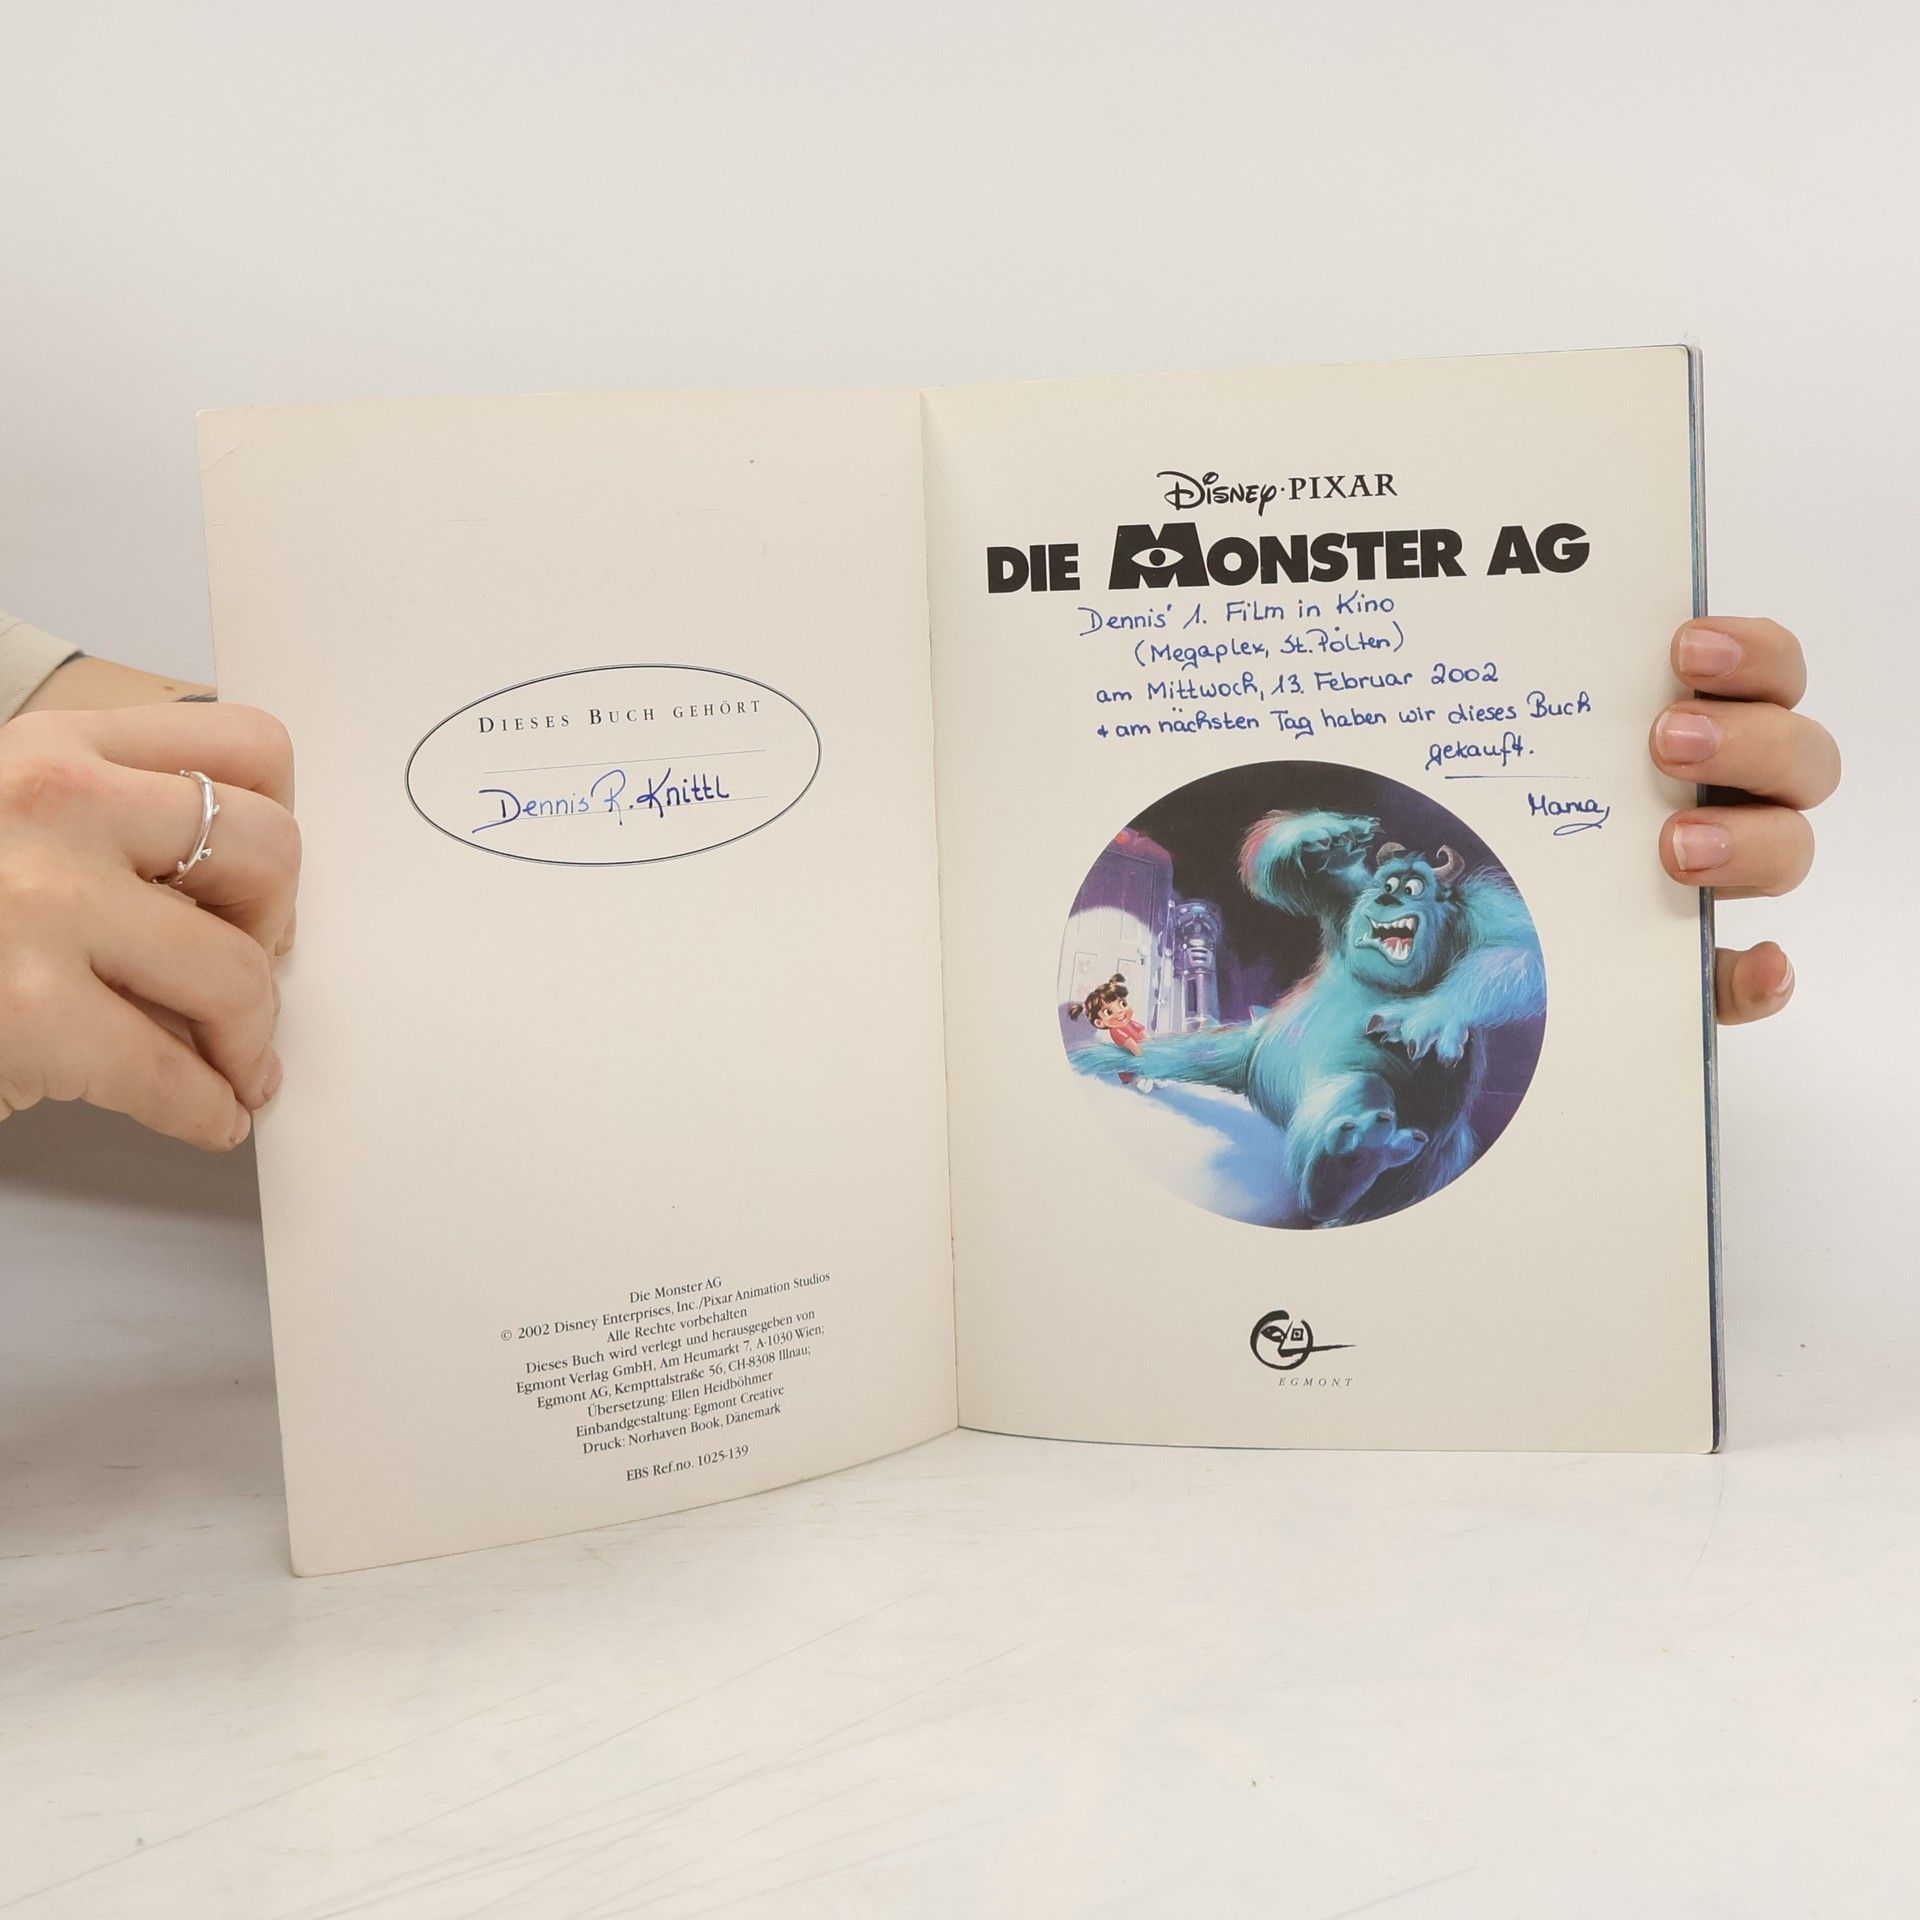 DIESES BUCH GEHÖRT
Dennis R. Knittl
Die Monster AG
© 2002 Disney Enterprises, Inc./Pixar Animation Studios
Alle Rechte vorbehalten
Dieses Buch wird verlegt und herausgegeben von
Egmont Verlag GmbH, Am Heumarkt 7, A-1030 Wien;
Egmont AG, Kempttalstraße 56, CH-8308 Illnau;
Übersetzung: Ellen Heidböhmer
Einbandgestaltung: Egmont Creative
Druck: Norhaven Book, Dänemark
EBS Ref.no. 1025-139
DISNEY·PIXAR
DIE MONSTER AG
Dennis' 1. Film in Kino
(Megaplex, St. Pölten)
am Mittwoch, 13. Februar 2002
+ am nächsten Tag haben wir dieses Buch
gekauft.
Mama
EGMONT